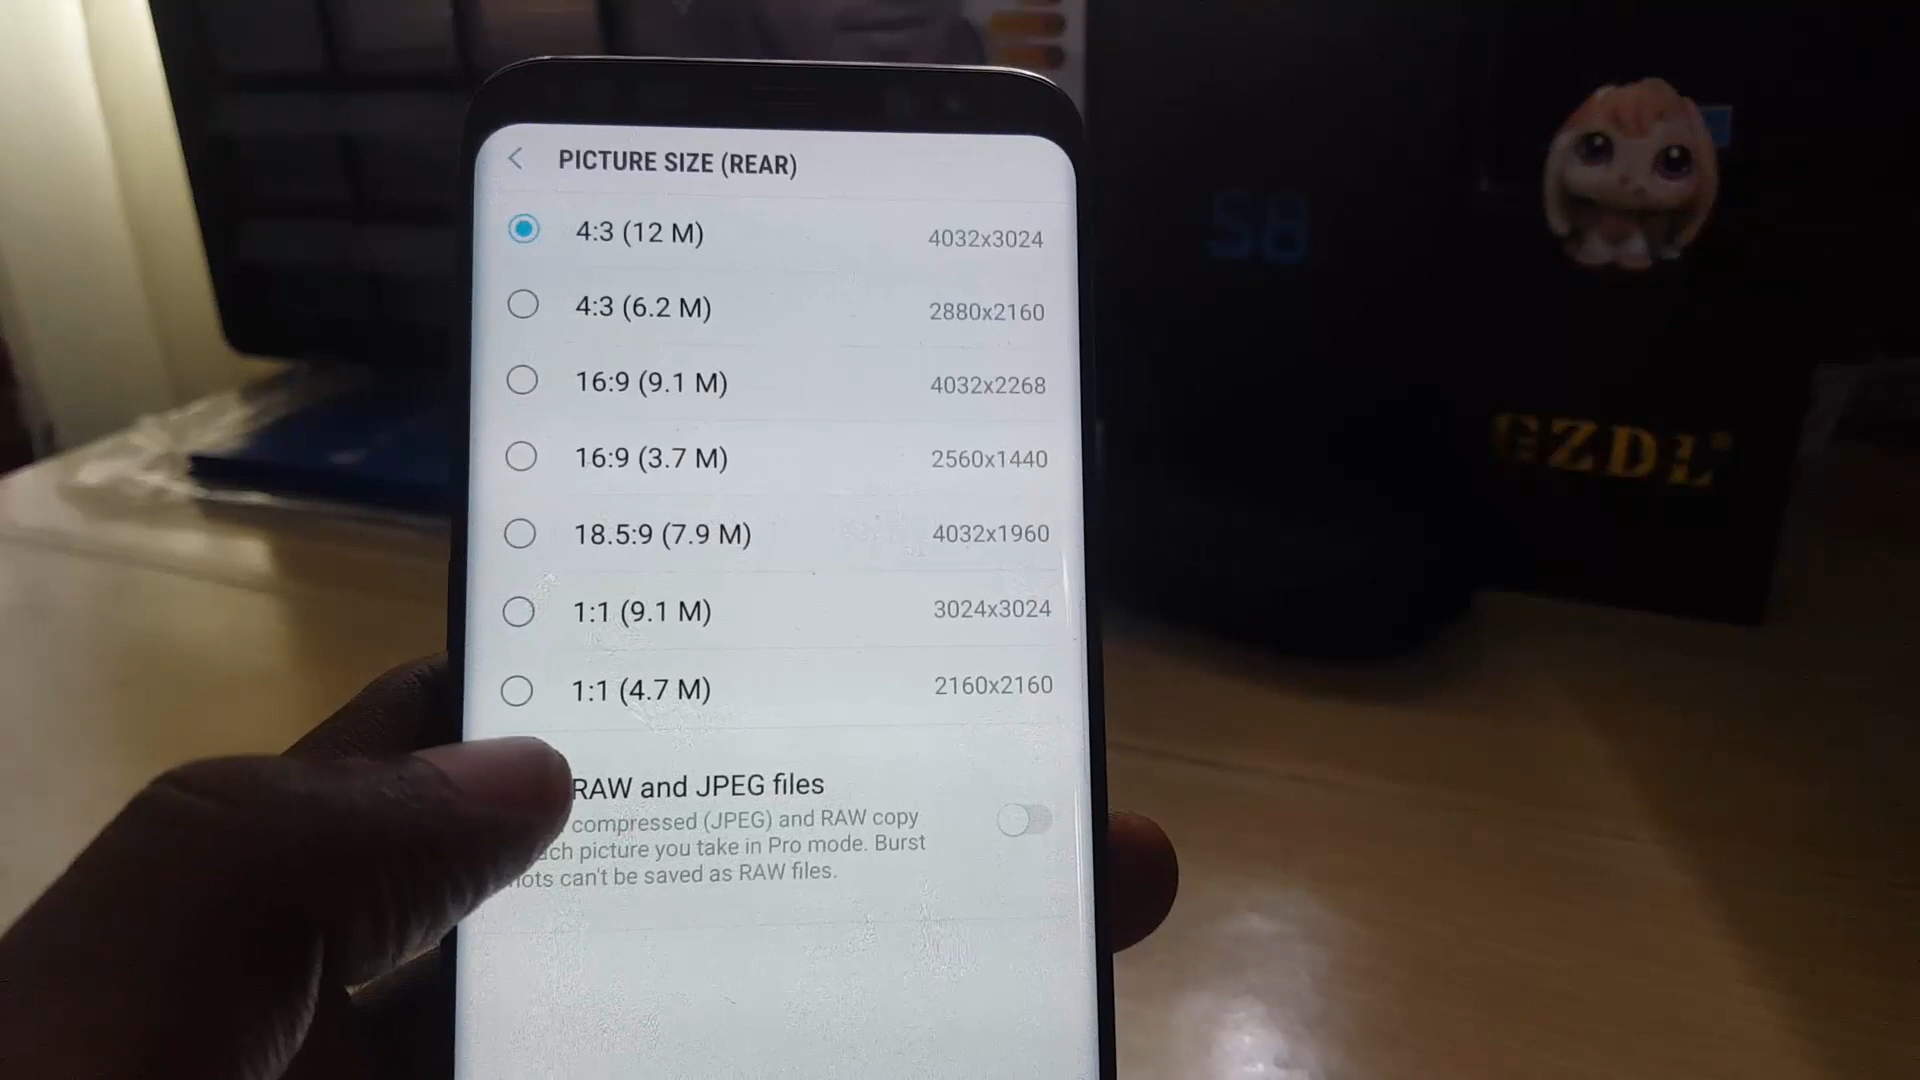 PICTURE SIZE (REAR)
4:3 (12 M) 4032x3024
4:3 (6.2 M) 2880x2160
16:9 (9.1 M) 4032x2268
16:9 (3.7 M) 2560x1440
18.5:9 (7.9 M) 4032x1960
1:1 (9.1 M) 3024x3024
1:1 (4.7 M) 2160x2160
RAW and JPEG files
compressed (JPEG) and RAW copy
picture you take in Pro mode. Burst
can't be saved as RAW files.
S8
GZDL